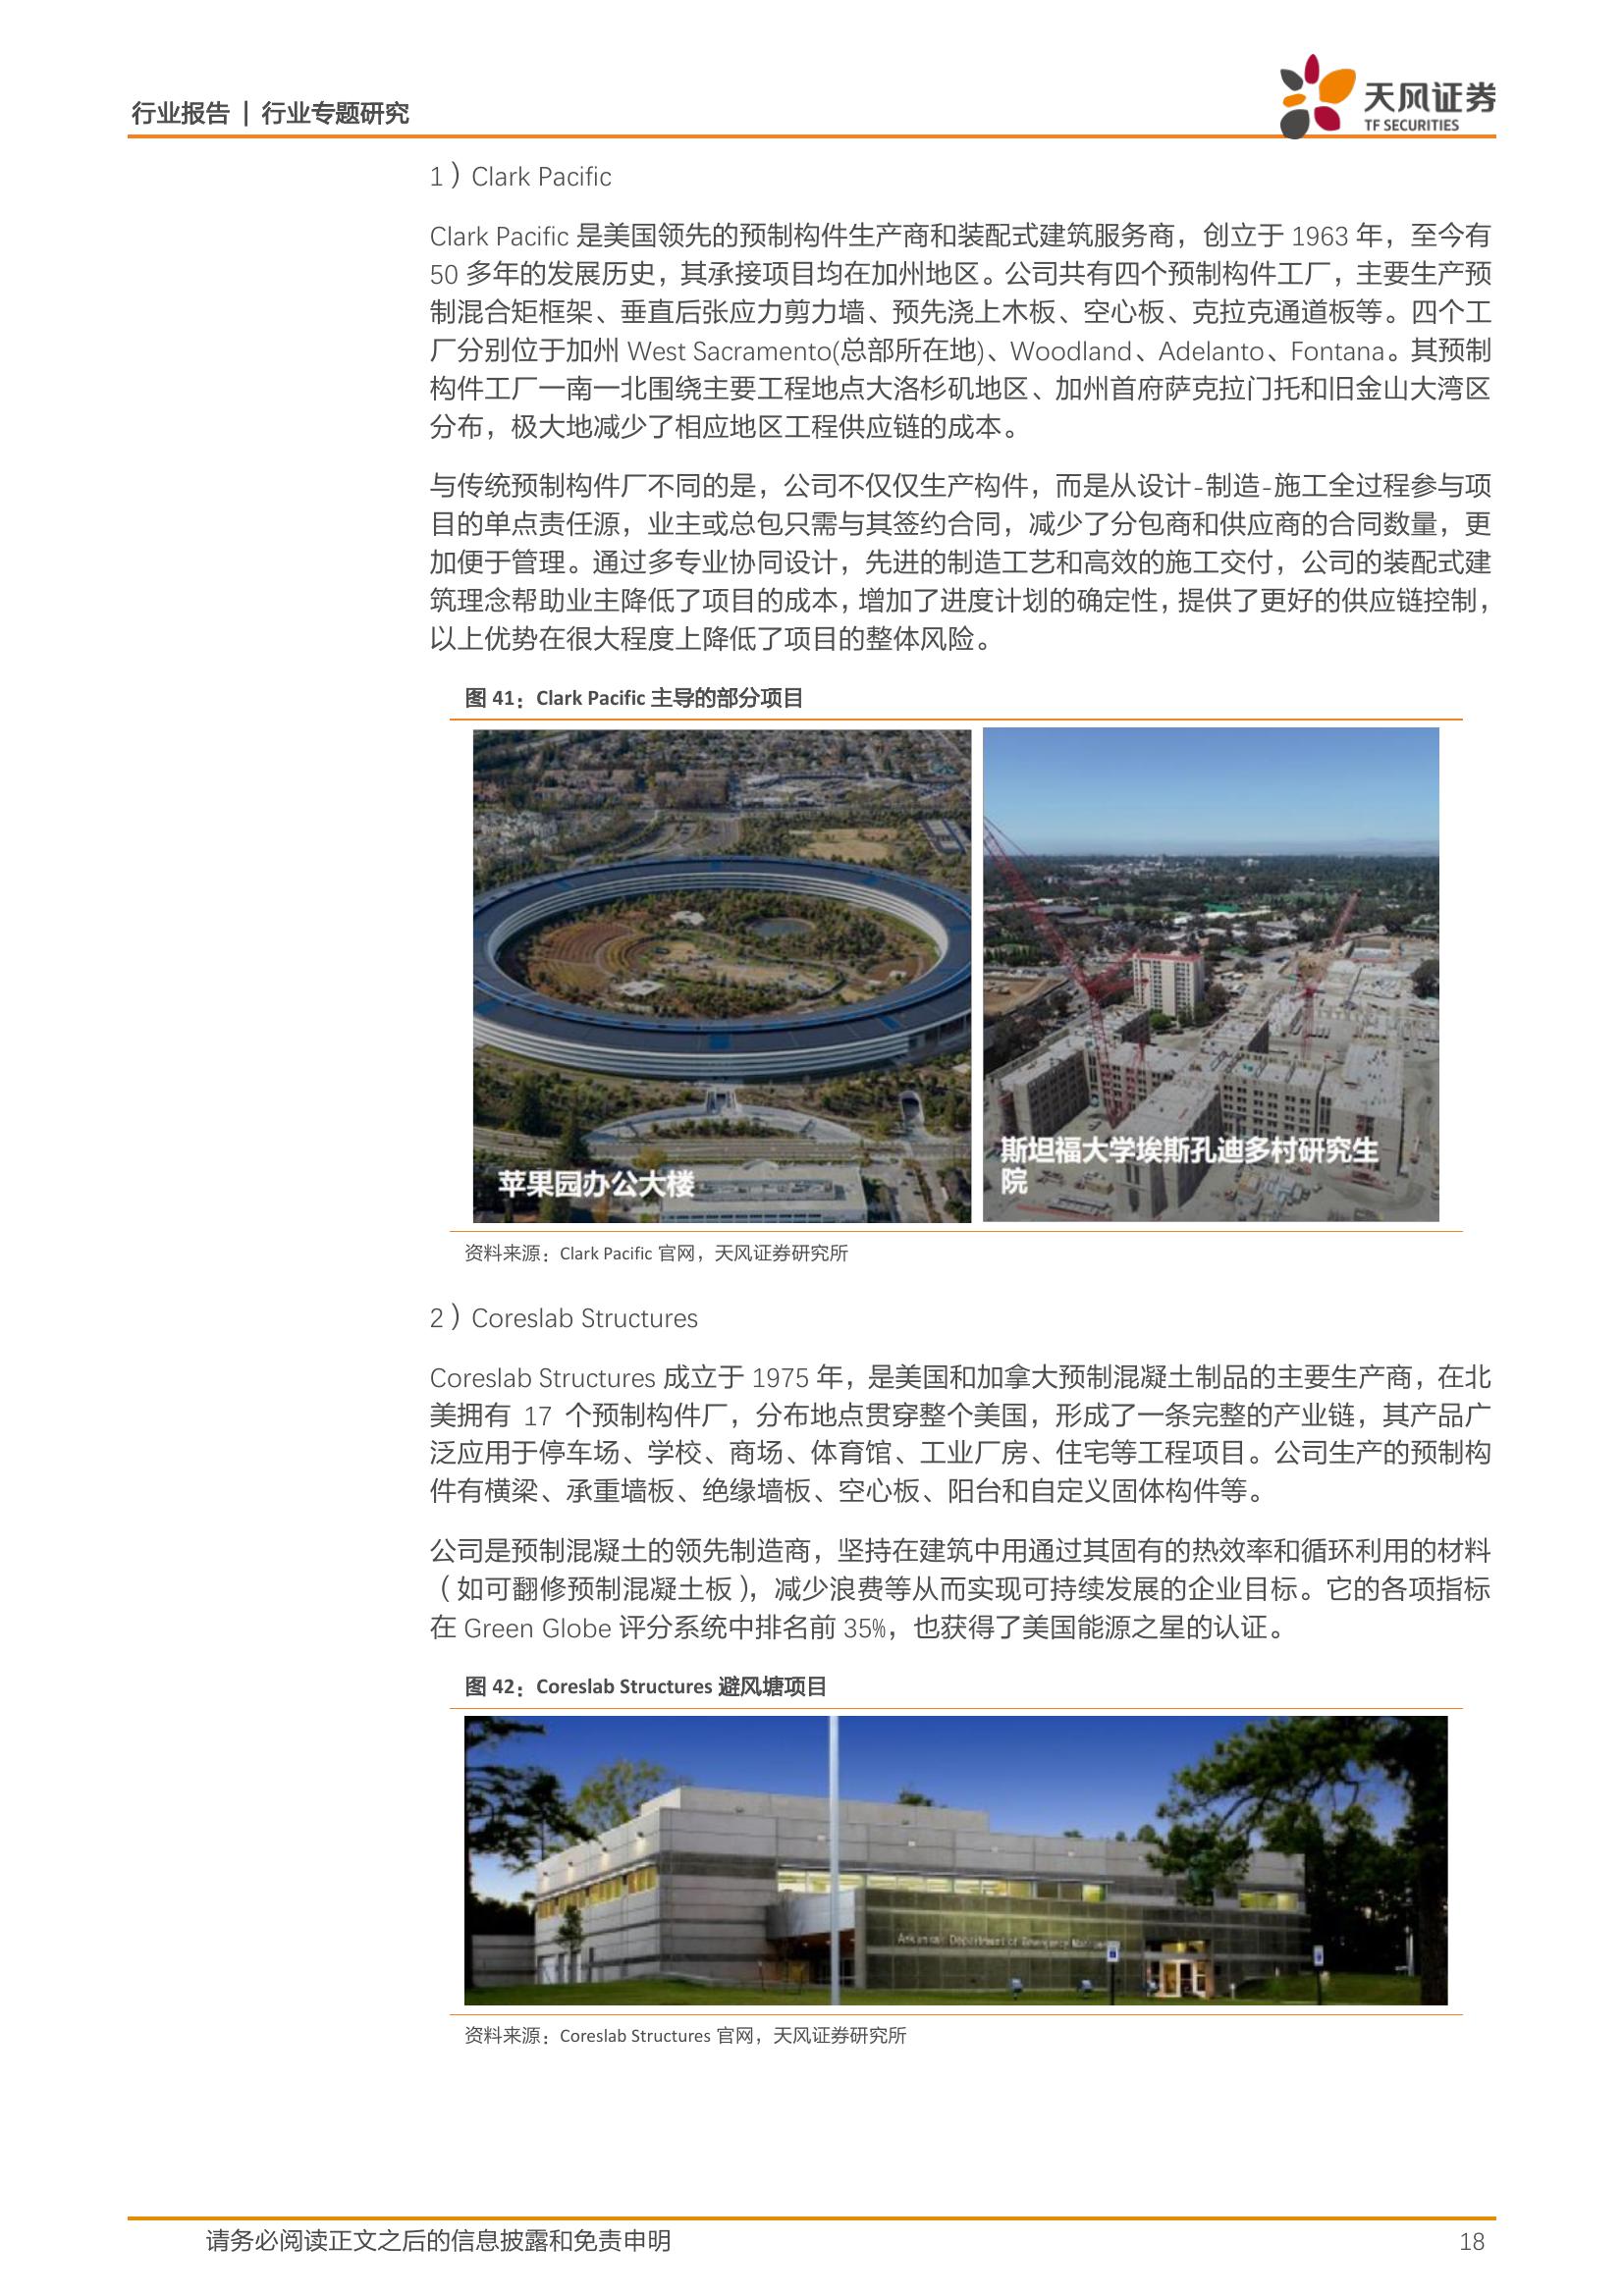 行业报告 | 行业专题研究
天风证券
TF SECURITIES
1）Clark Pacific
Clark Pacific 是美国领先的预制构件生产商和装配式建筑服务商，创立于 1963 年，至今有
50 多年的发展历史，其承接项目均在加州地区。公司共有四个预制构件工厂，主要生产预
制混合矩框架、垂直后张应力剪力墙、预先浇上木板、空心板、克拉克通道板等。四个工
厂分别位于加州 West Sacramento(总部所在地)、Woodland、Adelanto、Fontana。其预制
构件工厂一南一北围绕主要工程地点大洛杉矶地区、加州首府萨克拉门托和旧金山大湾区
分布，极大地减少了相应地区工程供应链的成本。
与传统预制构件厂不同的是，公司不仅仅生产构件，而是从设计-制造-施工全过程参与项
目的单点责任源，业主或总包只需与其签约合同，减少了分包商和供应商的合同数量，更
加便于管理。通过多专业协同设计，先进的制造工艺和高效的施工交付，公司的装配式建
筑理念帮助业主降低了项目的成本，增加了进度计划的确定性，提供了更好的供应链控制，
以上优势在很大程度上降低了项目的整体风险。
图 41：Clark Pacific 主导的部分项目
苹果园办公大楼
斯坦福大学埃斯孔迪多村研究生
院
资料来源：Clark Pacific 官网，天风证券研究所
2）Coreslab Structures
Coreslab Structures 成立于 1975 年，是美国和加拿大预制混凝土制品的主要生产商，在北
美拥有 17 个预制构件厂，分布地点贯穿整个美国，形成了一条完整的产业链，其产品广
泛应用于停车场、学校、商场、体育馆、工业厂房、住宅等工程项目。公司生产的预制构
件有横梁、承重墙板、绝缘墙板、空心板、阳台和自定义固体构件等。
公司是预制混凝土的领先制造商，坚持在建筑中用通过其固有的热效率和循环利用的材料
（如可翻修预制混凝土板），减少浪费等从而实现可持续发展的企业目标。它的各项指标
在 Green Globe 评分系统中排名前 35%，也获得了美国能源之星的认证。
图 42：Coreslab Structures 避风塘项目
Arkansas Department of Emergency
资料来源：Coreslab Structures 官网，天风证券研究所
请务必阅读正文之后的信息披露和免责申明
18